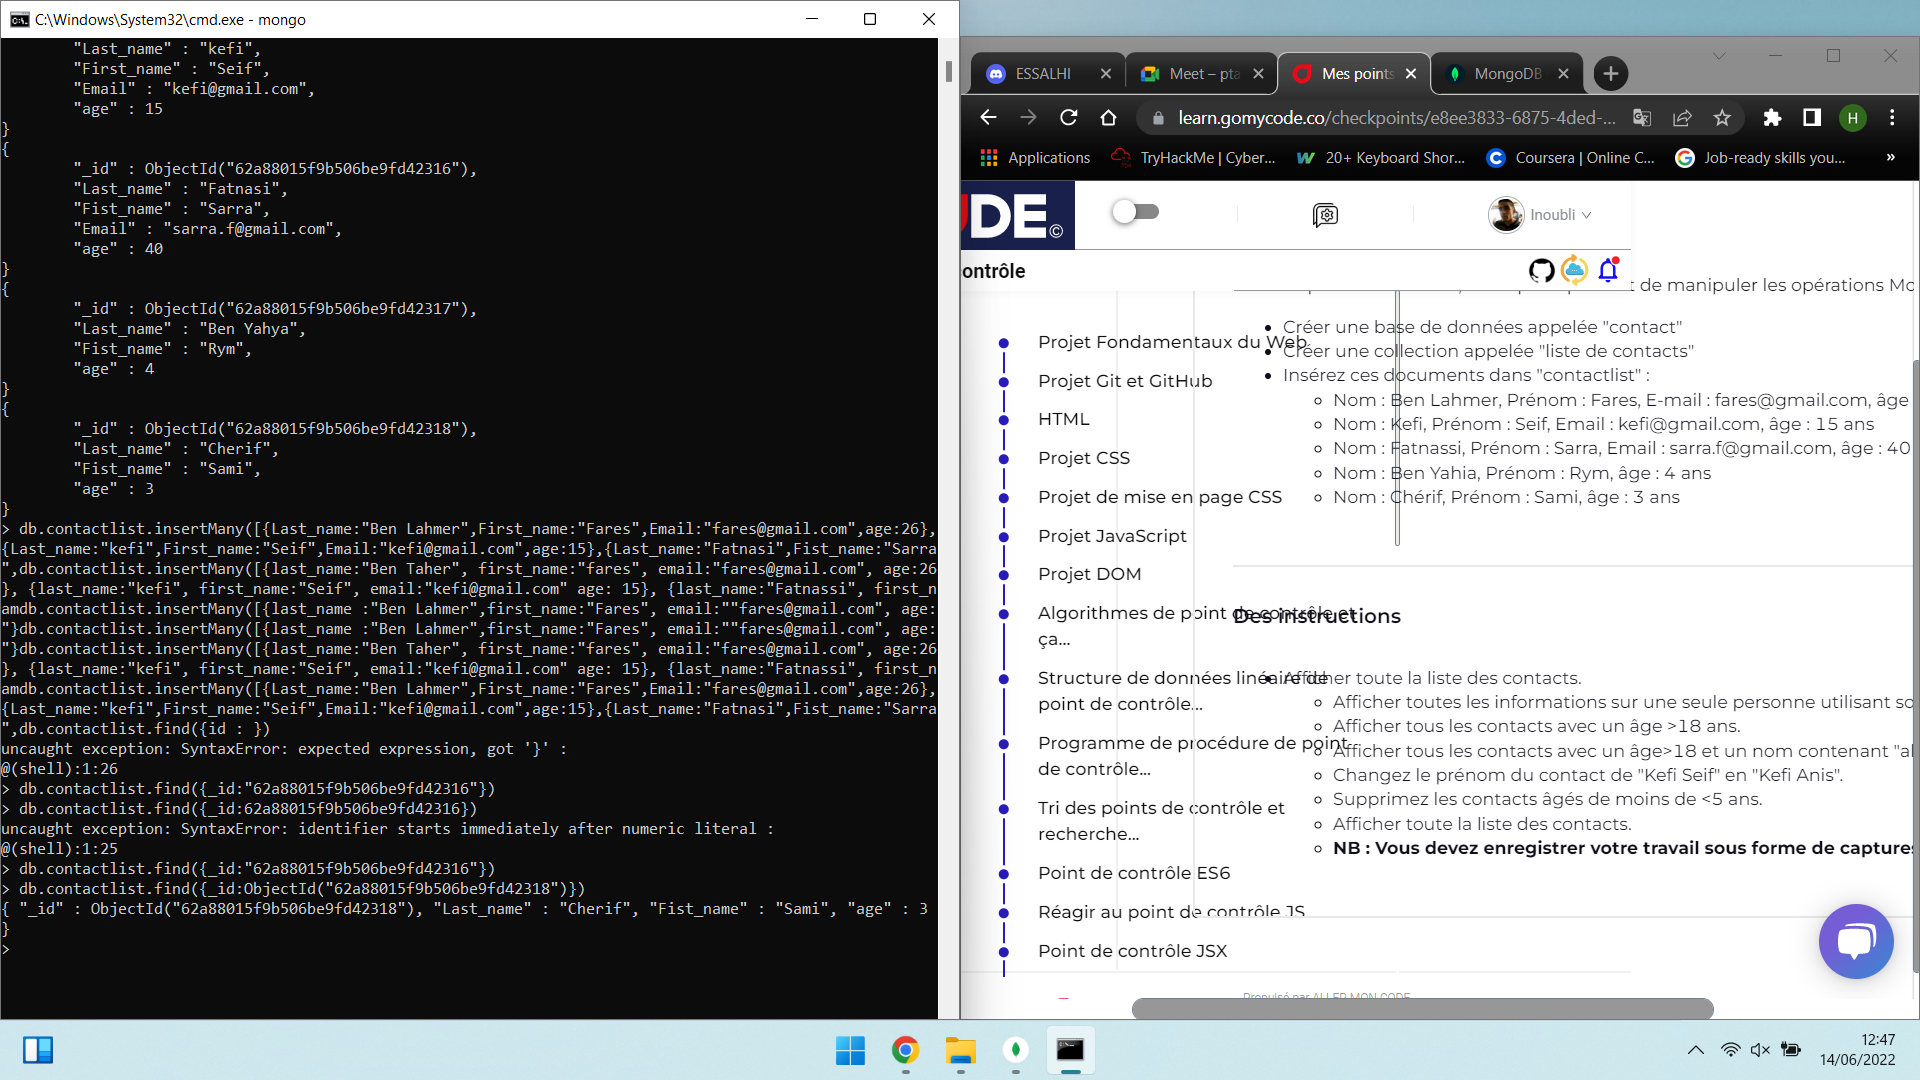 C:\Windows\System32\cmd.exe - mongo
"Last_name" : "kefi",
"First_name" : "Seif",
"Email" : "kefi@gmail.com",
"age" : 15
}
{
"_id" : ObjectId("62a88015f9b506be9fd42316"),
"Last_name" : "Fatnasi",
"Fist_name" : "Sarra",
"Email" : "sarra.f@gmail.com",
"age" : 40
}
{
"_id" : ObjectId("62a88015f9b506be9fd42317"),
"Last_name" : "Ben Yahya",
"Fist_name" : "Rym",
"age" : 4
}
{
"_id" : ObjectId("62a88015f9b506be9fd42318"),
"Last_name" : "Cherif",
"Fist_name" : "Sami",
"age" : 3
}
> db.contactlist.insertMany([{Last_name:"Ben Lahmer",First_name:"Fares",Email:"fares@gmail.com",age:26},
{Last_name:"kefi",First_name:"Seif",Email:"kefi@gmail.com",age:15},{Last_name:"Fatnasi",Fist_name:"Sarra
",db.contactlist.insertMany([{last_name:"Ben Taher", first_name:"fares", email:"fares@gmail.com", age:26
}, {last_name:"kefi", first_name:"Seif", email:"kefi@gmail.com" age: 15}, {last_name:"Fatnassi", first_n
amdb.contactlist.insertMany([{last_name :"Ben Lahmer",first_name:"Fares", email:""fares@gmail.com", age:
"}db.contactlist.insertMany([{last_name :"Ben Lahmer",first_name:"Fares", email:""fares@gmail.com", age:
"}db.contactlist.insertMany([{last_name:"Ben Taher", first_name:"fares", email:"fares@gmail.com", age:26
}, {last_name:"kefi", first_name:"Seif", email:"kefi@gmail.com" age: 15}, {last_name:"Fatnassi", first_n
amdb.contactlist.insertMany([{Last_name:"Ben Lahmer",First_name:"Fares",Email:"fares@gmail.com",age:26},
{Last_name:"kefi",First_name:"Seif",Email:"kefi@gmail.com",age:15},{Last_name:"Fatnasi",Fist_name:"Sarra
",db.contactlist.find({id : })
uncaught exception: SyntaxError: expected expression, got '}' :
@(shell):1:26
> db.contactlist.find({_id:"62a88015f9b506be9fd42316"})
> db.contactlist.find({_id:62a88015f9b506be9fd42316})
uncaught exception: SyntaxError: identifier starts immediately after numeric literal :
@(shell):1:25
> db.contactlist.find({_id:"62a88015f9b506be9fd42316"})
> db.contactlist.find({_id:ObjectId("62a88015f9b506be9fd42318")})
{ "_id" : ObjectId("62a88015f9b506be9fd42318"), "Last_name" : "Cherif", "Fist_name" : "Sami", "age" : 3
}
>
ESSALHI
Meet – pta
Mes points
MongoDB
learn.gomycode.co/checkpoints/e8ee3833-6875-4ded-...
H
Applications
TryHackMe | Cyber...
20+ Keyboard Shor...
Coursera | Online C...
Job-ready skills you...
»
DE©
Inoubli
ontrôle
Projet Fondamentaux du Web
Projet Git et GitHub
HTML
Projet CSS
Projet de mise en page CSS
Projet JavaScript
Projet DOM
Algorithmes de point de contrôle et
ça...
Structure de données linéaire de
point de contrôle...
Programme de procédure de point
de contrôle...
Tri des points de contrôle et
recherche...
Point de contrôle ES6
Réagir au point de contrôle JS
Point de contrôle JSX
t de manipuler les opérations Mo
Créer une base de données appelée "contact"
Créer une collection appelée "liste de contacts"
Insérez ces documents dans "contactlist" :
Nom : Ben Lahmer, Prénom : Fares, E-mail : fares@gmail.com, âge
Nom : Kefi, Prénom : Seif, Email : kefi@gmail.com, âge : 15 ans
Nom : Fatnassi, Prénom : Sarra, Email : sarra.f@gmail.com, âge : 40
Nom : Ben Yahia, Prénom : Rym, âge : 4 ans
Nom : Chérif, Prénom : Sami, âge : 3 ans
Des instructions
Afficher toute la liste des contacts.
Afficher toutes les informations sur une seule personne utilisant so
Afficher tous les contacts avec un âge >18 ans.
Afficher tous les contacts avec un âge>18 et un nom contenant "a
Changez le prénom du contact de "Kefi Seif" en "Kefi Anis".
Supprimez les contacts âgés de moins de <5 ans.
Afficher toute la liste des contacts.
NB : Vous devez enregistrer votre travail sous forme de captures
Propulsé par ALLER MON CODE
12:47
14/06/2022